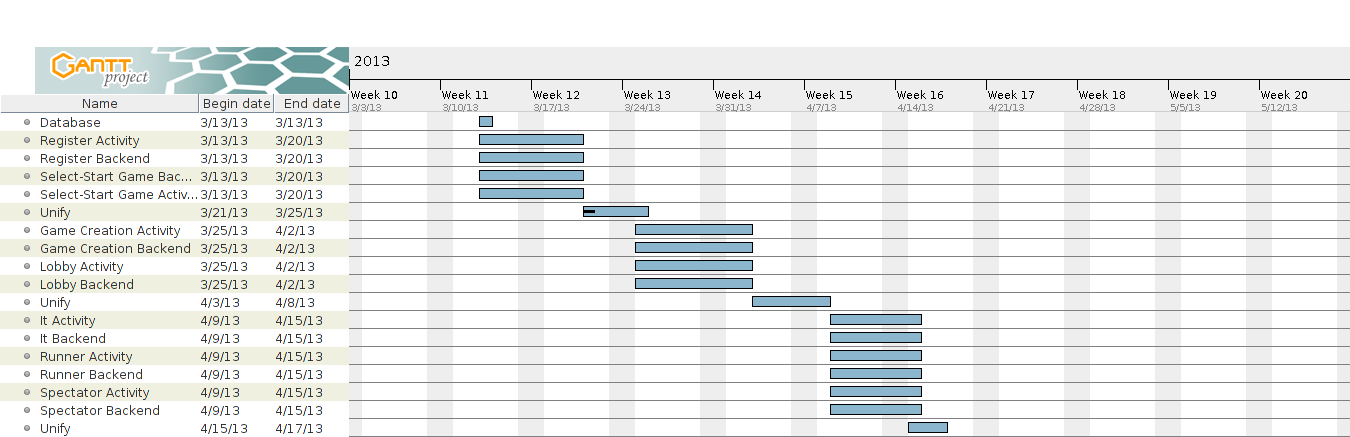 GANTT project
2013
Week 10 Week 11 Week 12 Week 13 Week 14 Week 15 Week 16 Week 17 Week 18 Week 19 Week 20
3/3/13 3/10/13 3/17/13 3/24/13 3/31/13 4/7/13 4/14/13 4/21/13 4/28/13 5/5/13 5/12/13
Name Begin date End date
Database 3/13/13 3/13/13
Register Activity 3/13/13 3/20/13
Register Backend 3/13/13 3/20/13
Select-Start Game Bac... 3/13/13 3/20/13
Select-Start Game Activ... 3/13/13 3/20/13
Unify 3/21/13 3/25/13
Game Creation Activity 3/25/13 4/2/13
Game Creation Backend 3/25/13 4/2/13
Lobby Activity 3/25/13 4/2/13
Lobby Backend 3/25/13 4/2/13
Unify 4/3/13 4/8/13
It Activity 4/9/13 4/15/13
It Backend 4/9/13 4/15/13
Runner Activity 4/9/13 4/15/13
Runner Backend 4/9/13 4/15/13
Spectator Activity 4/9/13 4/15/13
Spectator Backend 4/9/13 4/15/13
Unify 4/15/13 4/17/13